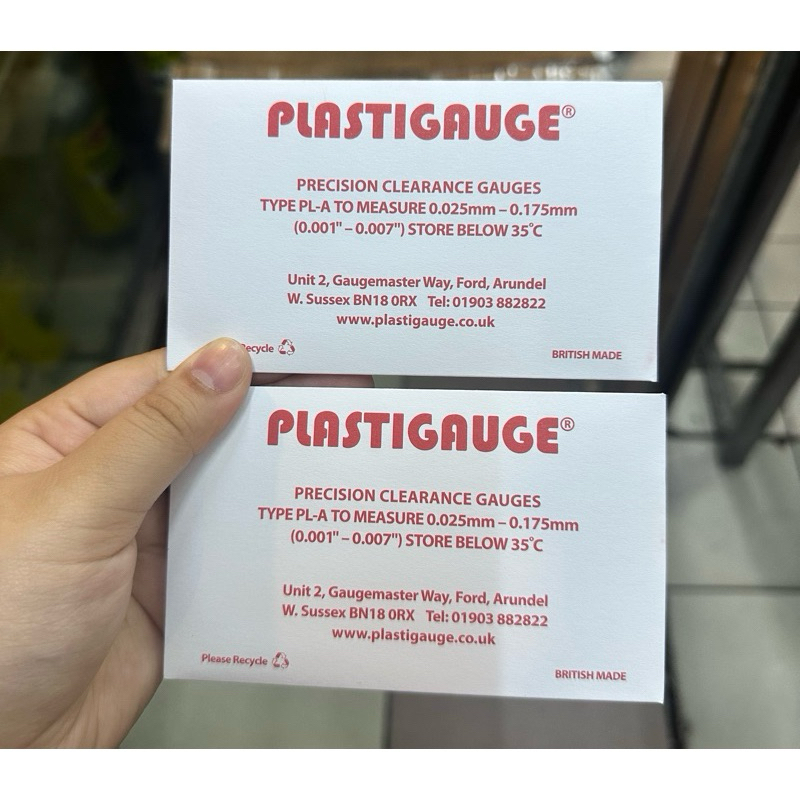 PLASTIGAUGE®
PRECISION CLEARANCE GAUGES
TYPE PL-A TO MEASURE 0.025mm – 0.175mm
(0.001" – 0.007") STORE BELOW 35°C
Unit 2, Gaugemaster Way, Ford, Arundel
W. Sussex BN18 0RX Tel: 01903 882822
www.plastigauge.co.uk
Recycle
BRITISH MADE
PLASTIGAUGE®
PRECISION CLEARANCE GAUGES
TYPE PL-A TO MEASURE 0.025mm – 0.175mm
(0.001" – 0.007") STORE BELOW 35°C
Unit 2, Gaugemaster Way, Ford, Arundel
W. Sussex BN18 0RX Tel: 01903 882822
www.plastigauge.co.uk
Please Recycle
BRITISH MADE